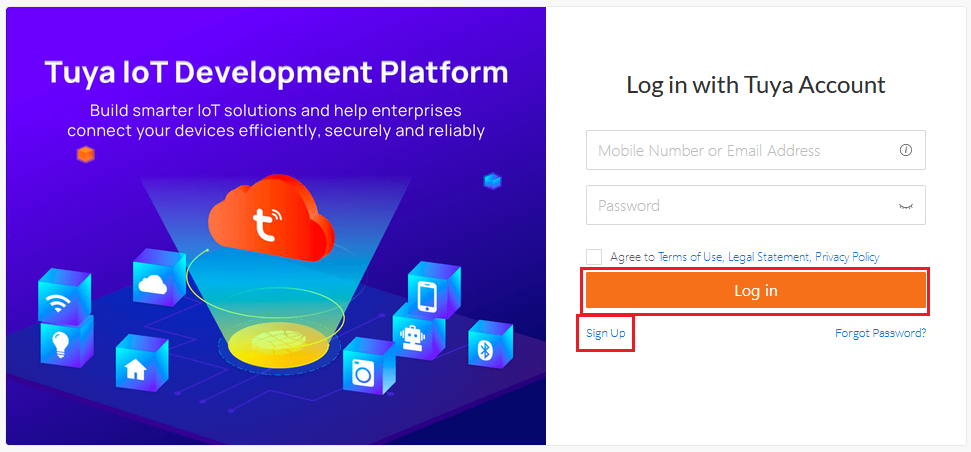 Tuya IoT Development Platform
Build smarter IoT solutions and help enterprises
connect your devices efficiently, securely and reliably
t
Log in with Tuya Account
Mobile Number or Email Address
Password
Agree to Terms of Use, Legal Statement, Privacy Policy
Log in
Sign Up
Forgot Password?